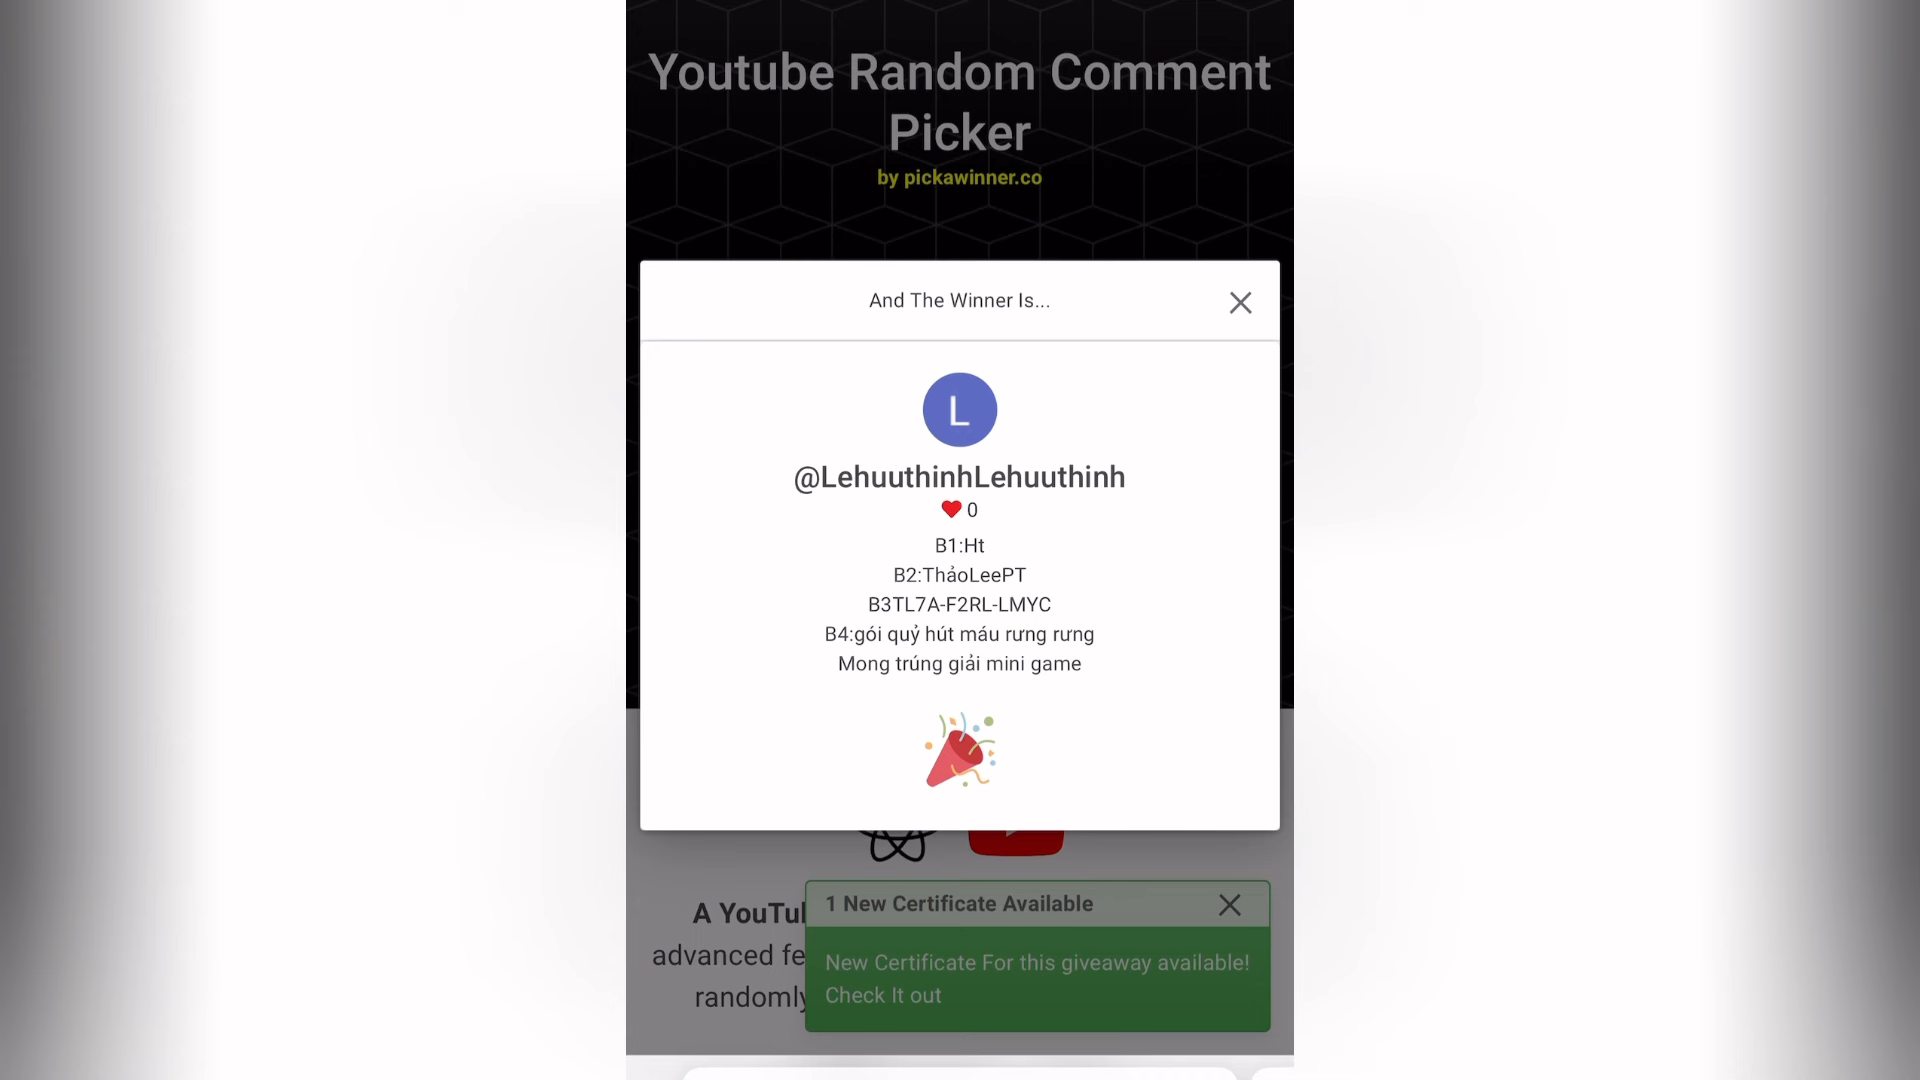 Youtube Random Comment
Picker
by pickawinner.co
And The Winner Is...
L
@LehuuthinhLehuuthinh
0
B1:Ht
B2:ThảoLeePT
B3TL7A-F2RL-LMYC
B4:gói quỷ hút máu rưng rưng
Mong trúng giải mini game
1 New Certificate Available
A YouTu
New Certificate For this giveaway available!
advanced fe
Check It out
randomly